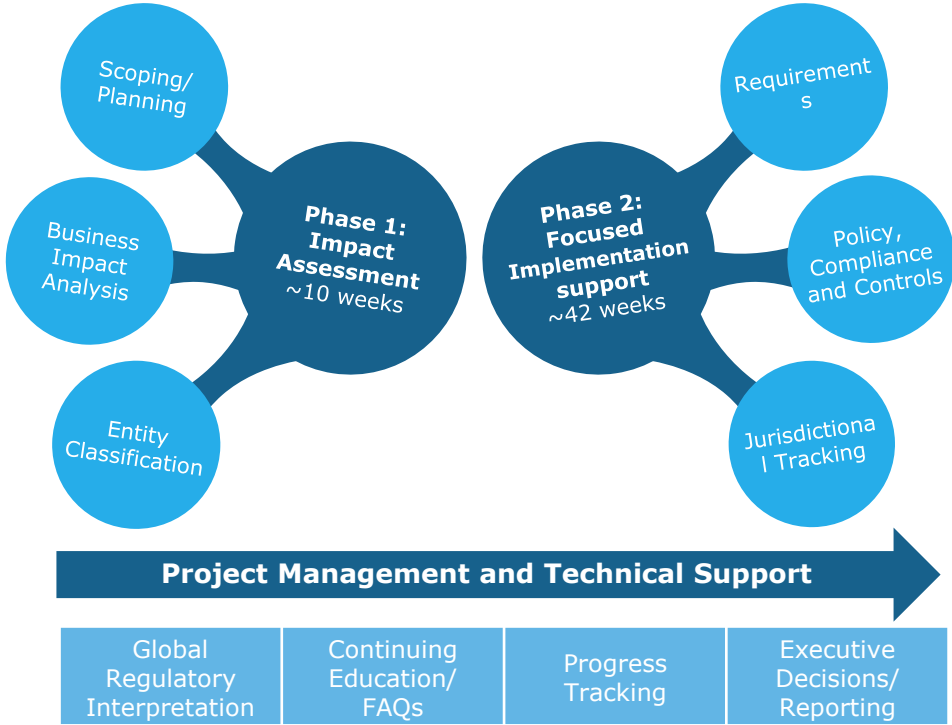 Scoping/
Planning
Business
Impact
Analysis
Entity
Classification
Phase 1:
Impact
Assessment
~10 weeks
Phase 2:
Focused
Implementation
support
~42 weeks
Requirement
s
Policy,
Compliance
and Controls
Jurisdictiona
l Tracking
Project Management and Technical Support
Global
Regulatory
Interpretation
Continuing
Education/
FAQs
Progress
Tracking
Executive
Decisions/
Reporting